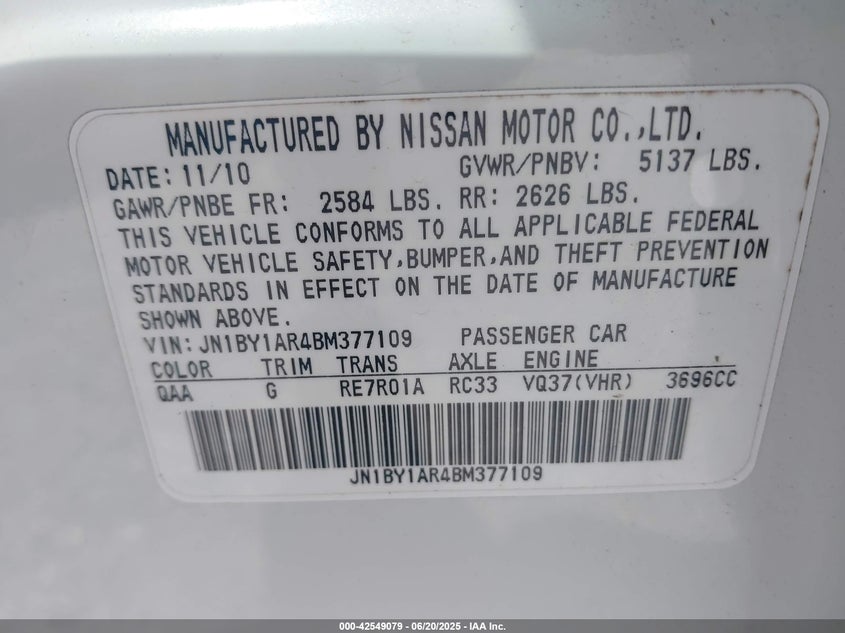 MANUFACTURED BY NISSAN MOTOR CO.,LTD.
DATE: 11/10 GVWR/PNBV: 5137 LBS.
GAWR/PNBE FR: 2584 LBS. RR: 2626 LBS.
THIS VEHICLE CONFORMS TO ALL APPLICABLE FEDERAL
MOTOR VEHICLE SAFETY,BUMPER,AND THEFT PREVENTION
STANDARDS IN EFFECT ON THE DATE OF MANUFACTURE
SHOWN ABOVE.
VIN: JN1BY1AR4BM377109 PASSENGER CAR
COLOR TRIM TRANS AXLE ENGINE
QAA G RE7R01A RC33 VQ37(VHR) 3696CC
JN1BY1AR4BM377109
000-42549079 - 06/20/2025 - IAA Inc.